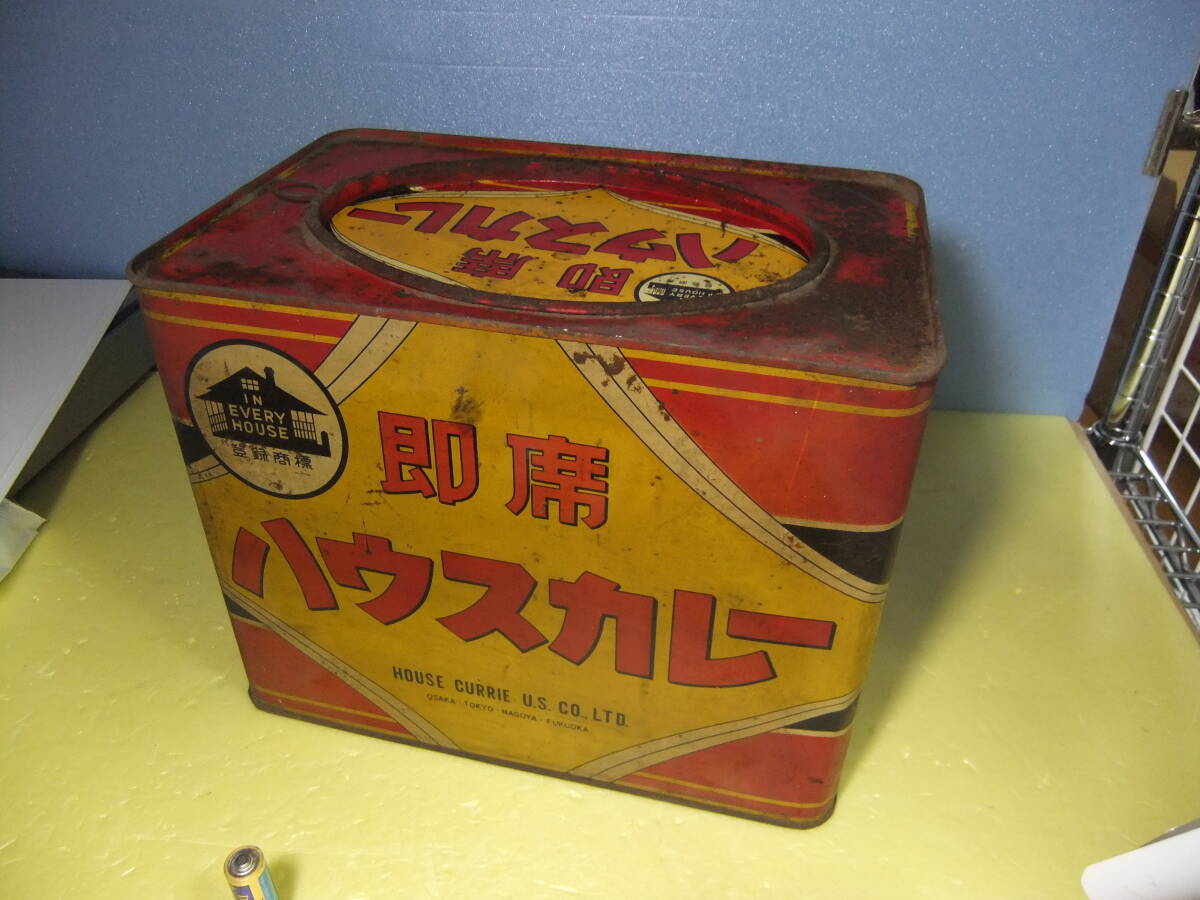 ハウスカレー
即席
IN
EVERY
HOUSE
登録商標
即席
ハウスカレー
HOUSE CURRIE U.S. CO., LTD.
OSAKA · TOKYO · NAGOYA · FUKUOKA